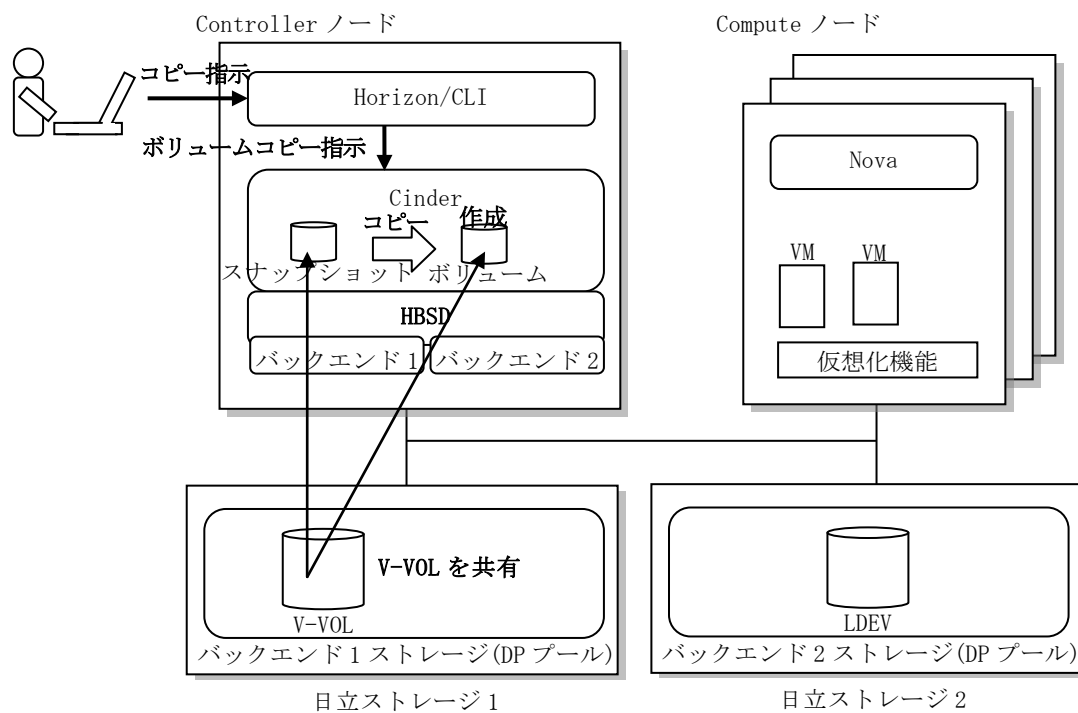 Controller ノード
Compute ノード
コピー指示
Horizon/CLI
ボリュームコピー指示
Nova
Cinder
コピー
作成
スナップショット
ボリューム
VM
VM
HBSD
バックエンド1
バックエンド2
仮想化機能
V-VOL を共有
V-VOL
LDEV
バックエンド1ストレージ(DP プール)
バックエンド2ストレージ(DP プール)
日立ストレージ1
日立ストレージ2